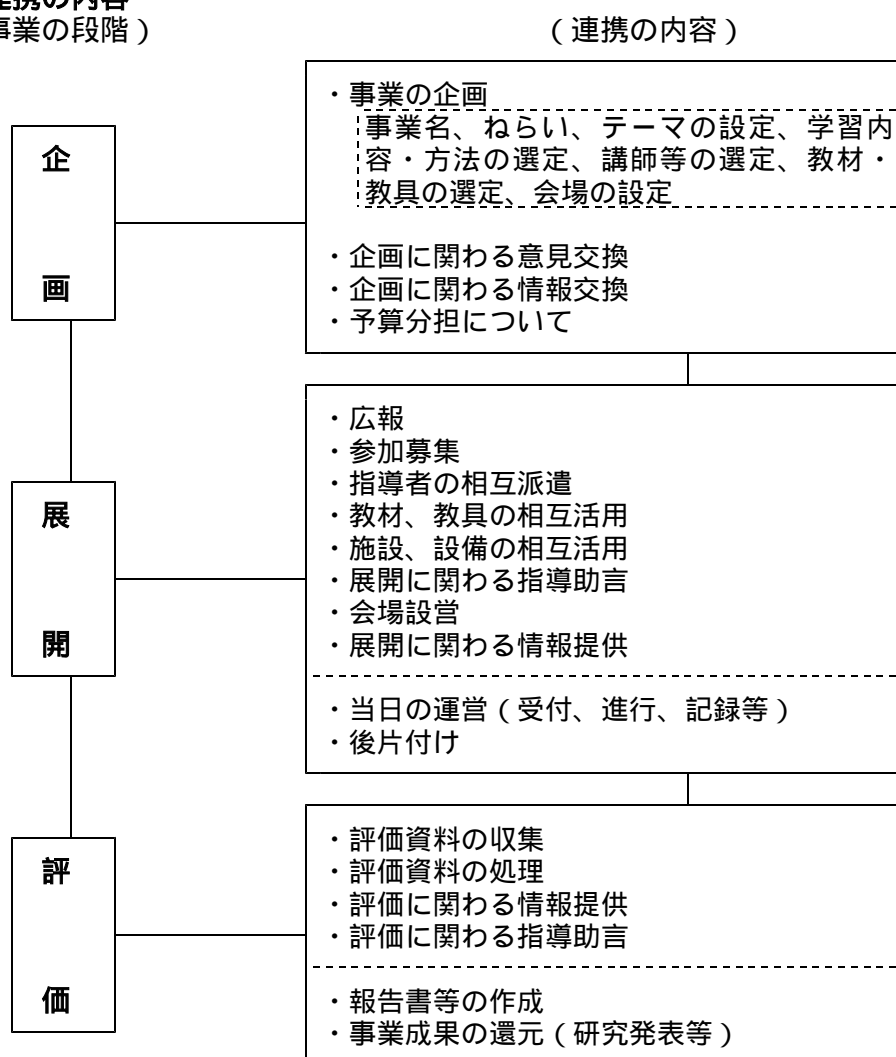 連携の内容
事業の段階）
（連携の内容）
企
画
・事業の企画
事業名、ねらい、テーマの設定、学習内
容・方法の選定、講師等の選定、教材・
教具の選定、会場の設定
・企画に関わる意見交換
・企画に関わる情報交換
・予算分担について
展
開
・広報
・参加募集
・指導者の相互派遣
・教材、教具の相互活用
・施設、設備の相互活用
・展開に関わる指導助言
・会場設営
・展開に関わる情報提供
・当日の運営（受付、進行、記録等）
・後片付け
評
価
・評価資料の収集
・評価資料の処理
・評価に関わる情報提供
・評価に関わる指導助言
・報告書等の作成
・事業成果の還元（研究発表等）